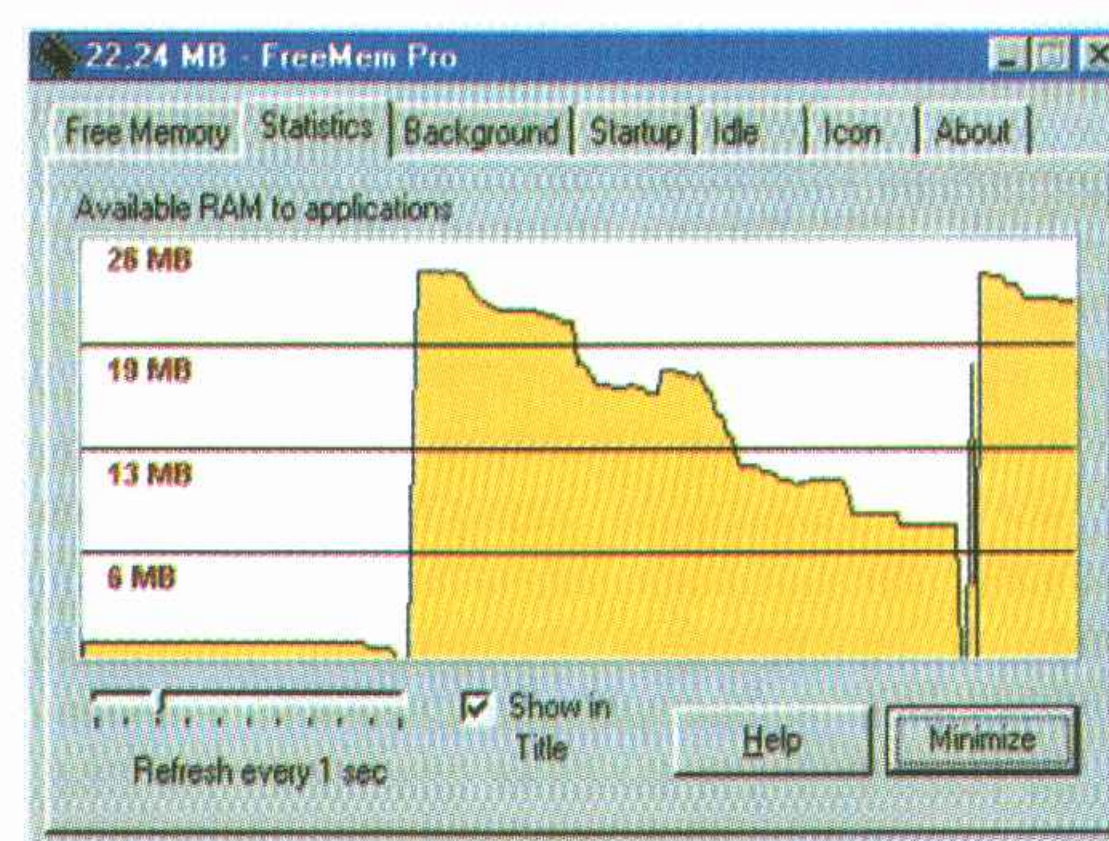 22,24 MB - FreeMem Pro
Free Memory Statistics Background Startup Idle Icon About
Available RAM to applications
26 MB
19 MB
13 MB
6 MB
Show in
Title
Help
Minimize
Refresh every 1 sec